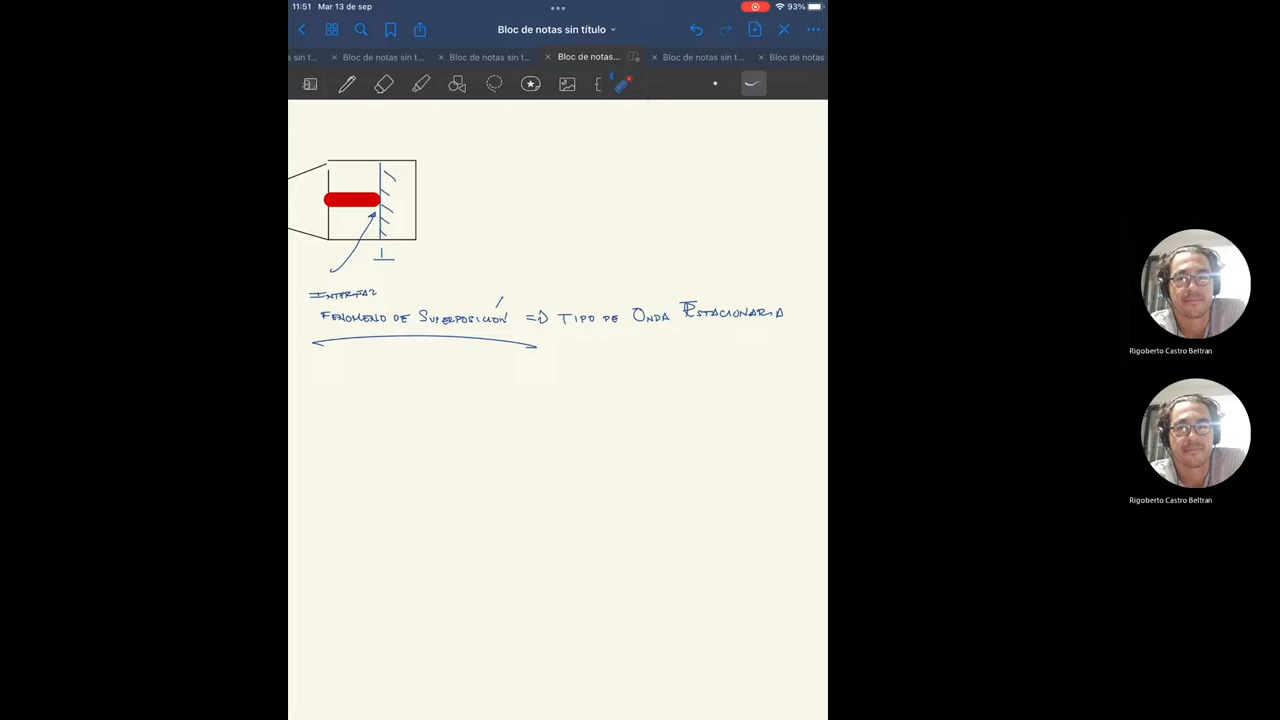 11:51 Mar 13 de sep 93%
Bloc de notas sin título
sin t... Bloc de notas sin t... Bloc de notas sin t... Bloc de notas... Bloc de notas sin t... Bloc de notas
INTERFAZ
FENOMENO DE SUPERPOSICIÓN => TIPO DE ONDA ESTACIONARIA
Rigoberto Castro Beltran
Rigoberto Castro Beltran